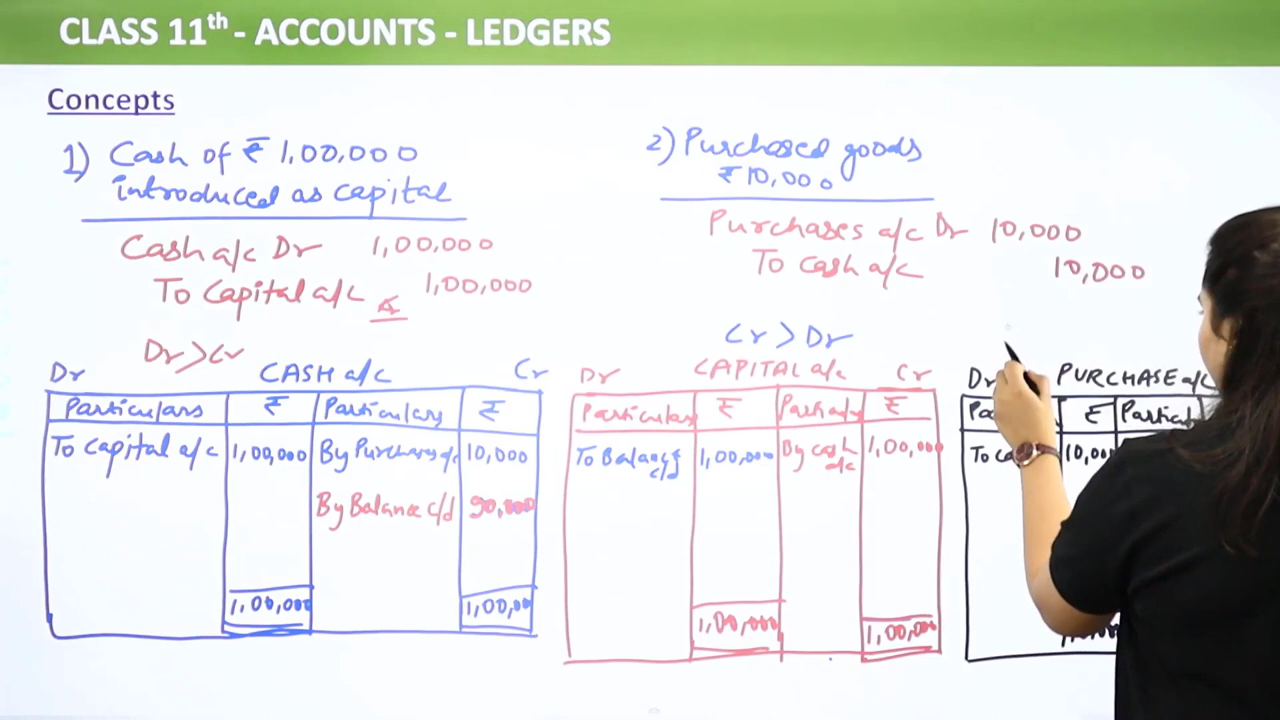 CLASS 11th - ACCOUNTS - LEDGERS
Concepts
1) Cash of ₹ 1,00,000
introduced as capital
Cash a/c Dr 1,00,000
To Capital a/c 1,00,000
2) Purchased goods
₹ 10,000
Purchases a/c Dr 10,000
To Cash a/c 10,000
Dr > Cr
Dr CASH a/c Cr
Particulars ₹ Particulars ₹
To Capital a/c 1,00,000 By Purchases a/c 10,000
By Balance c/d 90,000
1,00,000 1,00,00
Cr > Dr
Dr CAPITAL a/c Cr
Particulars ₹ Particulars ₹
To Balance c/d 1,00,000 By Cash a/c 1,00,000
1,00,000 1,00,000
Dr PURCHASE a/c
₹
To